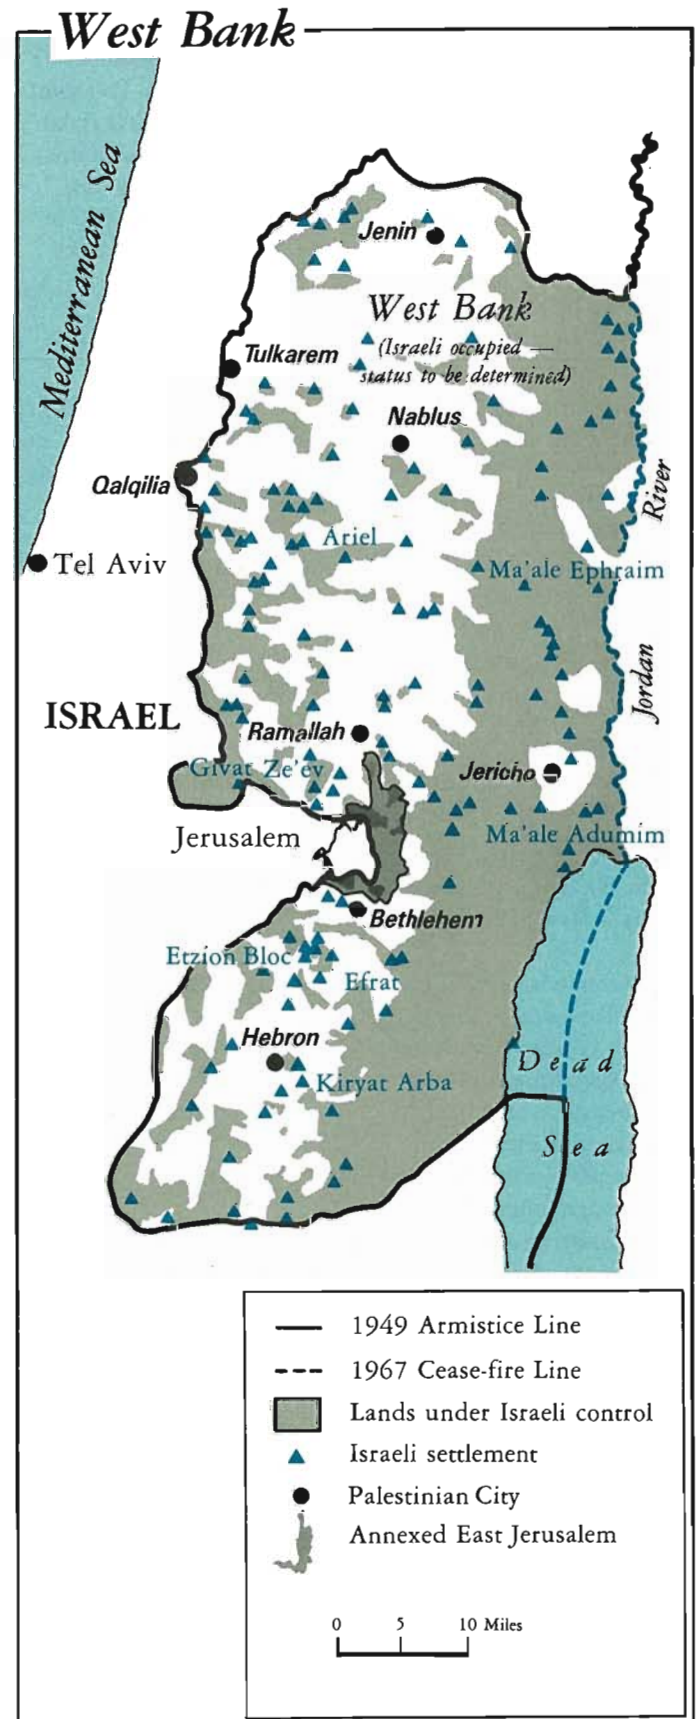 West Bank
Mediterranean Sea
Jenin
West Bank
(Israeli occupied —
status to be determined)
Tulkarem
Nablus
Qalqilia
River
Ariel
Tel Aviv
Ma'ale Ephraim
Jordan
ISRAEL
Ramallah
Givat Ze'ev
Jericho
Jerusalem
Ma'ale Adumim
Bethlehem
Etzion Bloc
Efrat
Hebron
Dead
Kiryat Arba
Sea
1949 Armistice Line
1967 Cease-fire Line
Lands under Israeli control
Israeli settlement
Palestinian City
Annexed East Jerusalem
0 5 10 Miles